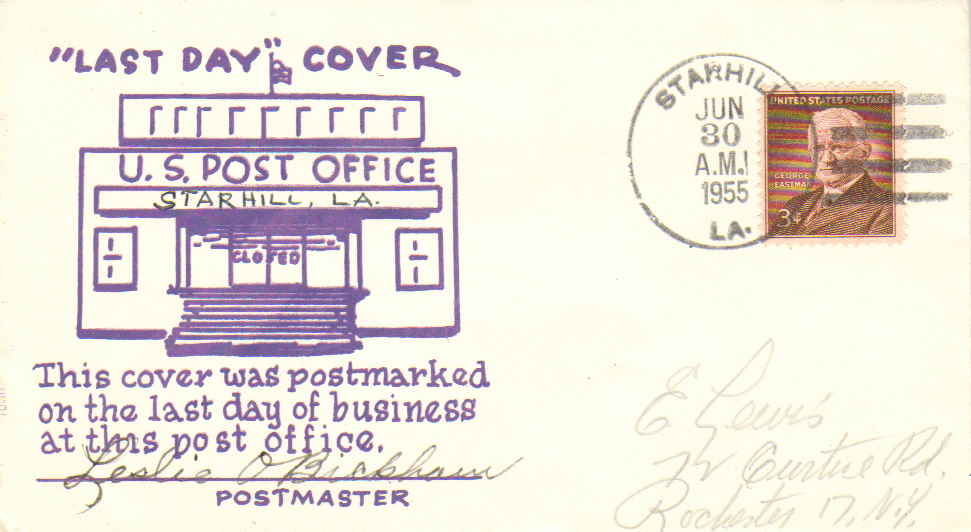 "LAST DAY" COVER
U.S. POST OFFICE
STARHILL, LA.
CLOSED
This cover was postmarked
on the last day of business
at this post office.
Leslie O Bickham
POSTMASTER
STARHILL
JUN
30
A.M.
1955
LA.
UNITED STATES POSTAGE
GEORGE
EASTMAN
3¢
E Lewis
Rd.
Rochester 17, N.Y.